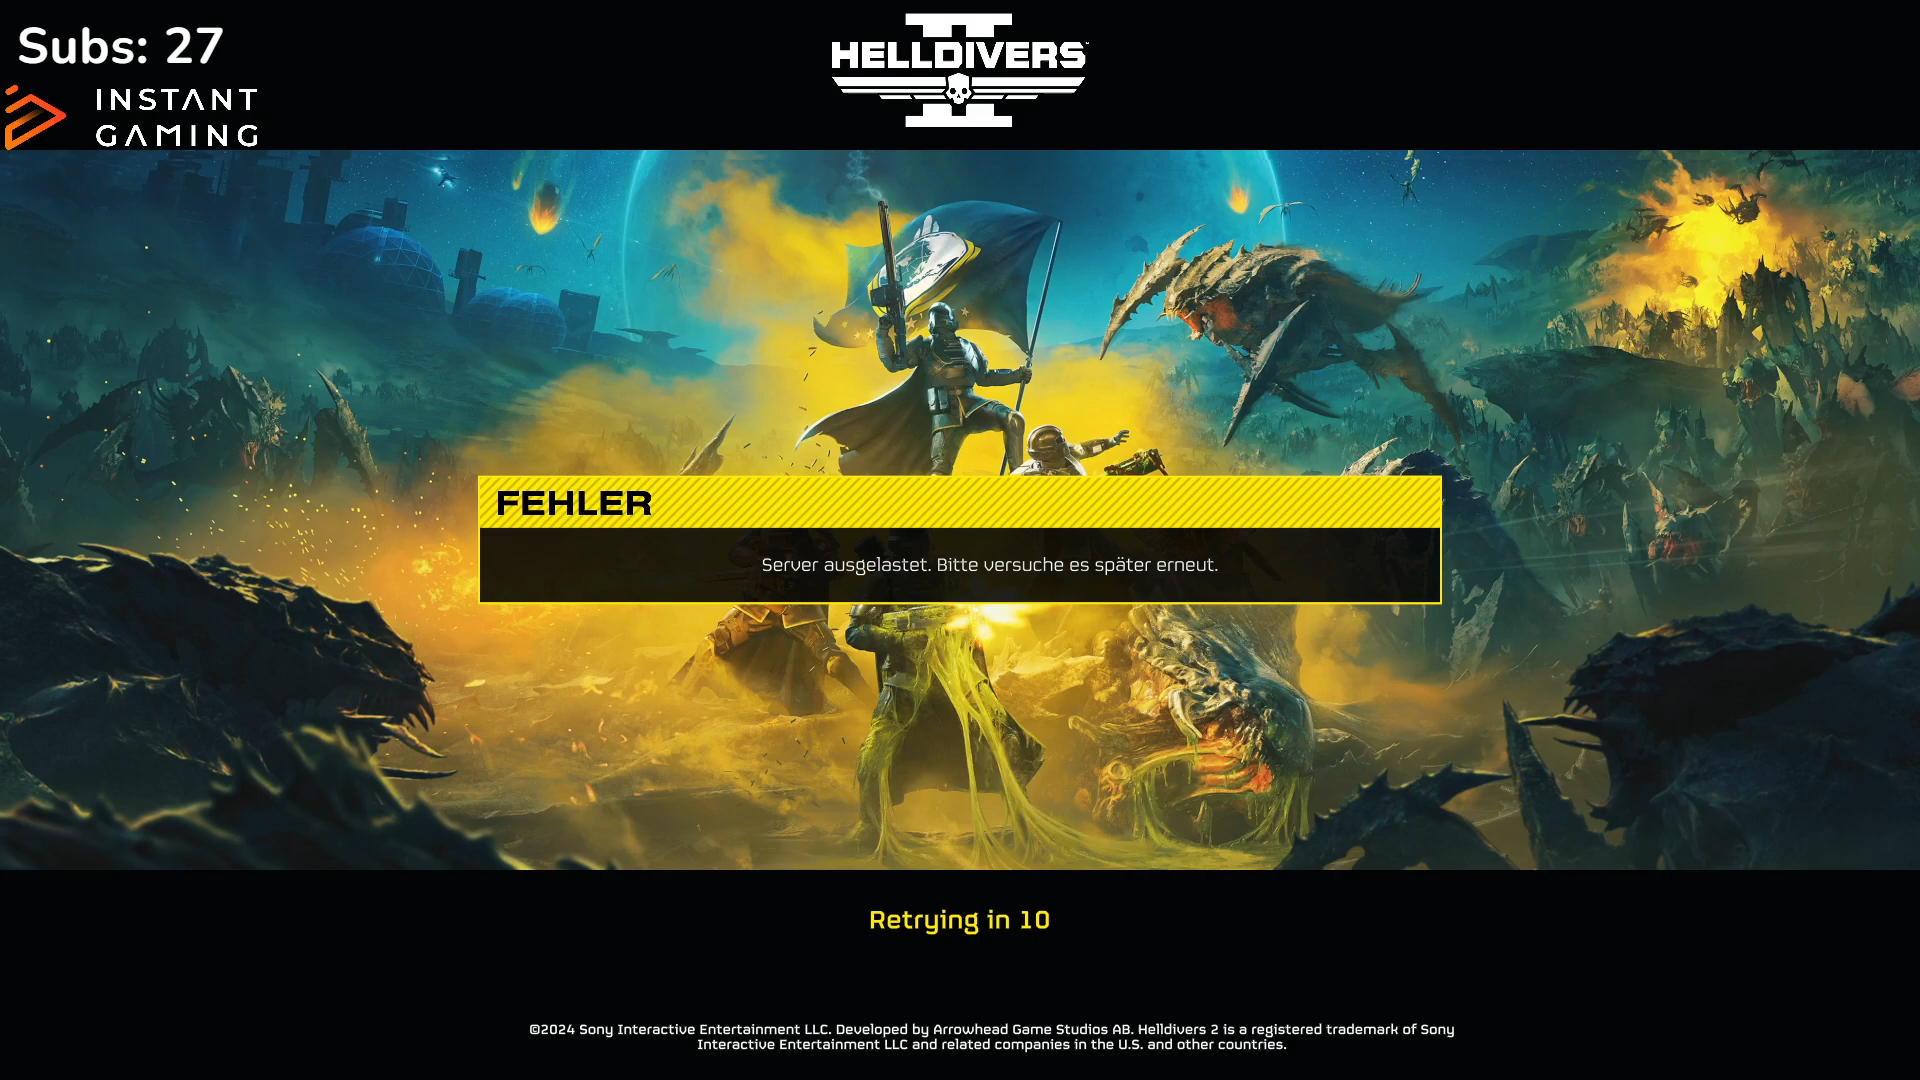 Subs: 27
INSTANT
GAMING
HELLDIVERS
II
FEHLER
Server ausgelastet. Bitte versuche es später erneut.
Retrying in 10
©2024 Sony Interactive Entertainment LLC. Developed by Arrowhead Game Studios AB. Helldivers 2 is a registered trademark of Sony
Interactive Entertainment LLC and related companies in the U.S. and other countries.